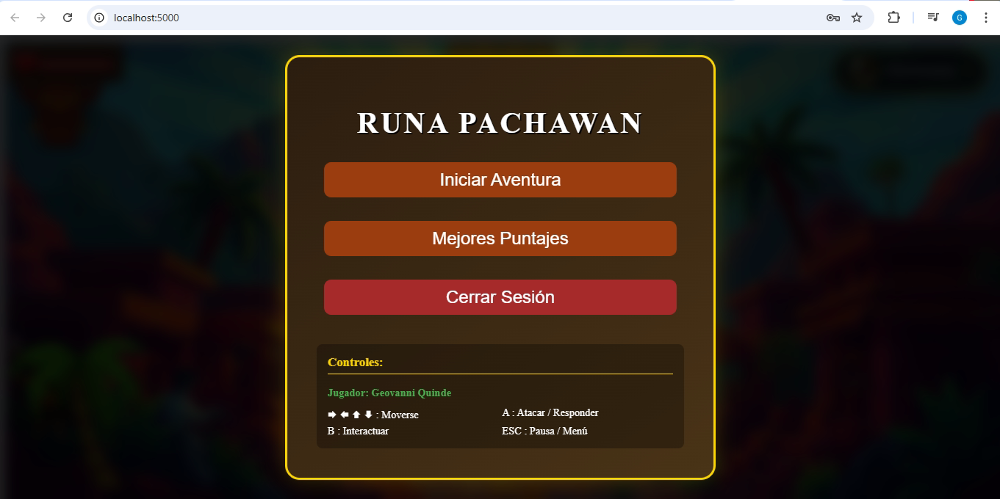 localhost:5000
G
RUNA PACHAWAN
Iniciar Aventura
Mejores Puntajes
Cerrar Sesión
Controles:
Jugador: Geovanni Quinde
➡ ⬅ ⬆ ⬇ : Moverse
A : Atacar / Responder
B : Interactuar
ESC : Pausa / Menú